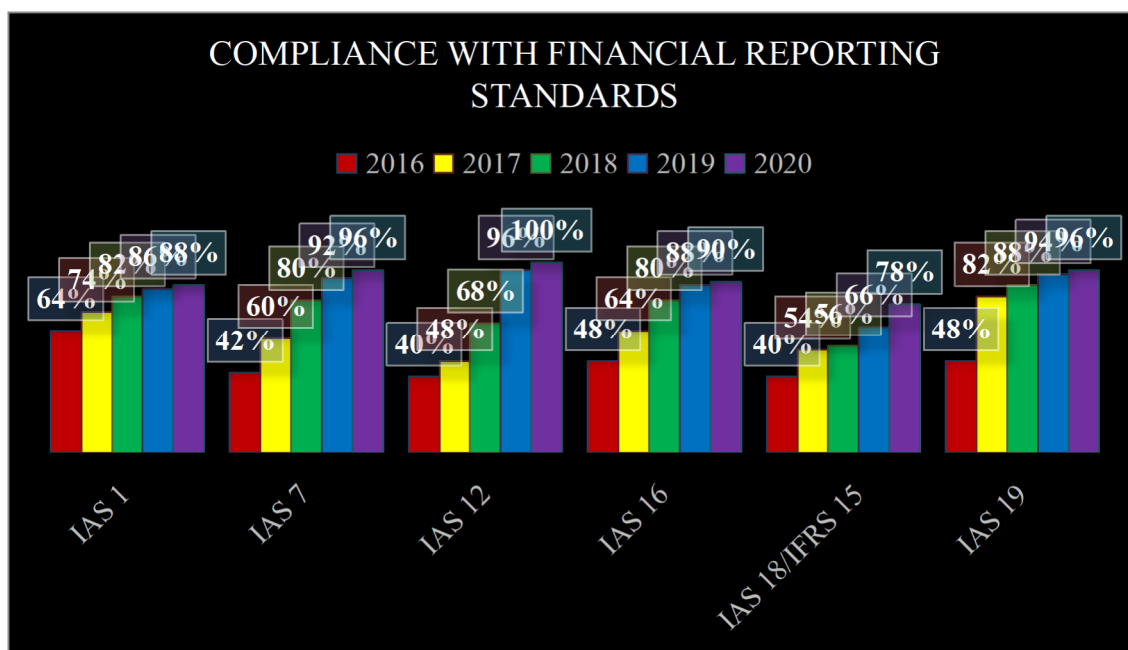 COMPLIANCE WITH FINANCIAL REPORTING
STANDARDS
2016 2017 2018 2019 2020
64% 74% 82% 86% 88%
42% 60% 80% 92% 96%
40% 48% 68% 96% 100%
48% 64% 80% 88% 90%
40% 54% 56% 66% 78%
48% 82% 88% 94% 96%
IAS 1
IAS 7
IAS 12
IAS 16
IAS 18/IFRS 15
IAS 19